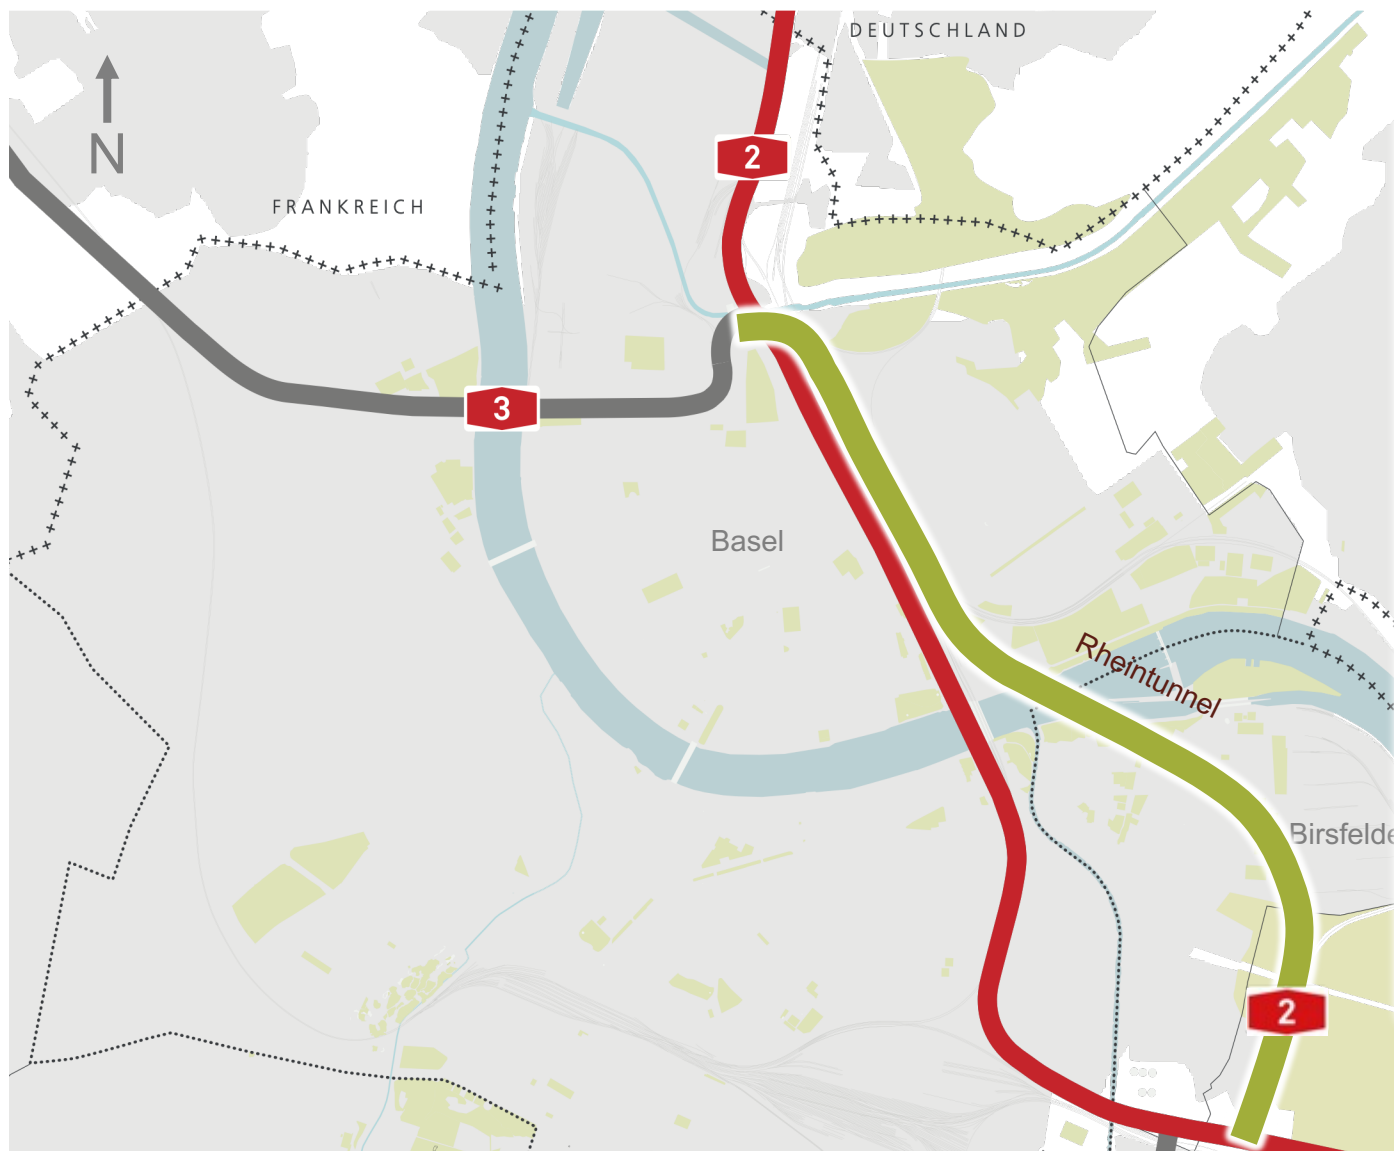 DEUTSCHLAND
N
2
FRANKREICH
3
Basel
Rheintunnel
Birsfelde
2